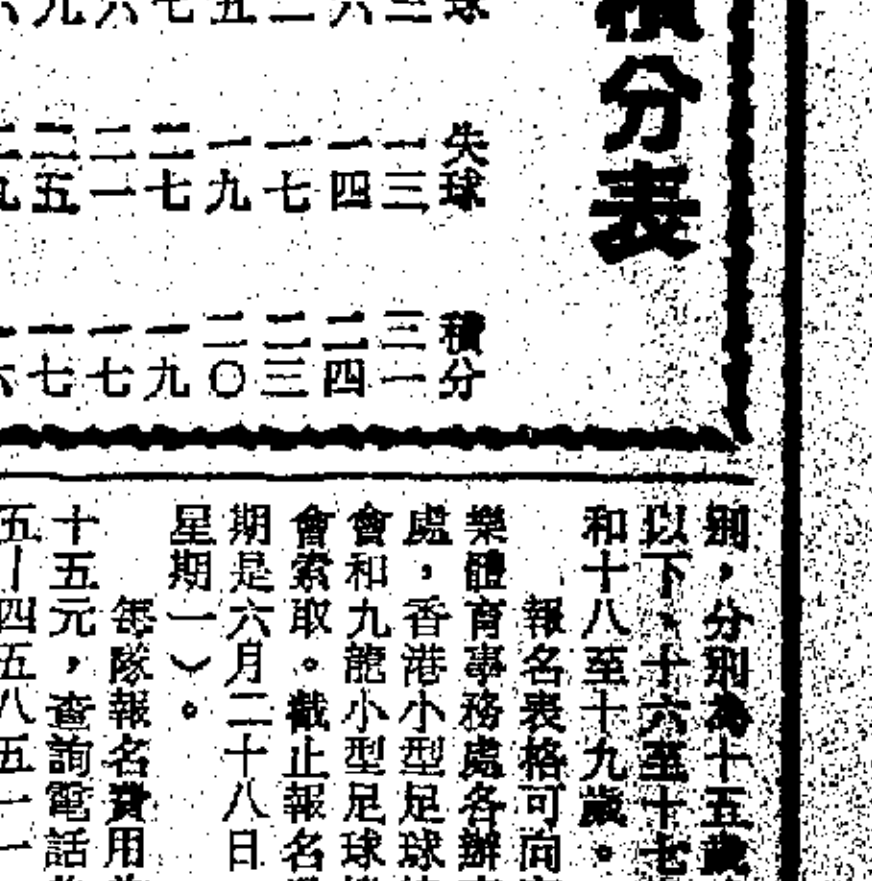 積分表
球 失球 積分
三 一三 三一
六 一四 二四
二 一七 二三
五 一九 二〇
七 二七 一九
六 二一 一七
九 二五 一七
別，分別為十五歲
以下、十六至十七
和十八至十九歲。
報名表格可向
樂體育事務處各辦
處，香港小型足球
會和九龍小型足球
會索取。截止報名
期是六月二十八日
星期一）。
每隊報名費用
十五元，查詢電話
五—四五八五一一